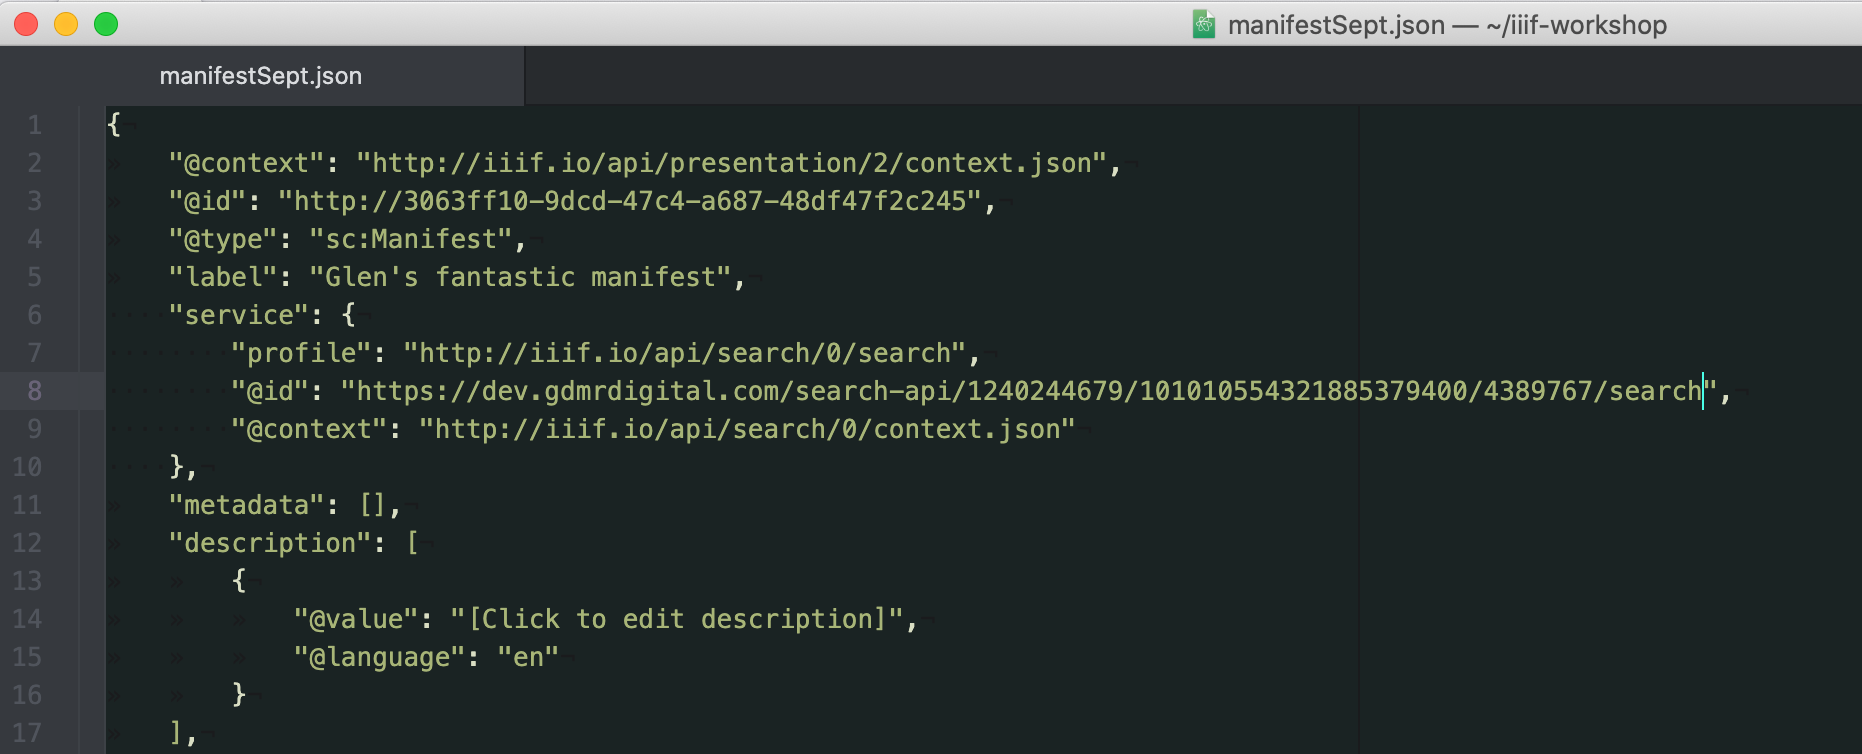 manifestSept.json — ~/iiif-workshop
manifestSept.json
1 {
2 "@context": "http://iiif.io/api/presentation/2/context.json",
3 "@id": "http://3063ff10-9dcd-47c4-a687-48df47f2c245",
4 "@type": "sc:Manifest",
5 "label": "Glen's fantastic manifest",
6 "service": {
7 "profile": "http://iiif.io/api/search/0/search",
8 "@id": "https://dev.gdmrdigital.com/search-api/1240244679/101010554321885379400/4389767/search",
9 "@context": "http://iiif.io/api/search/0/context.json"
10 },
11 "metadata": [],
12 "description": [
13 {
14 "@value": "[Click to edit description]",
15 "@language": "en"
16 }
17 ],